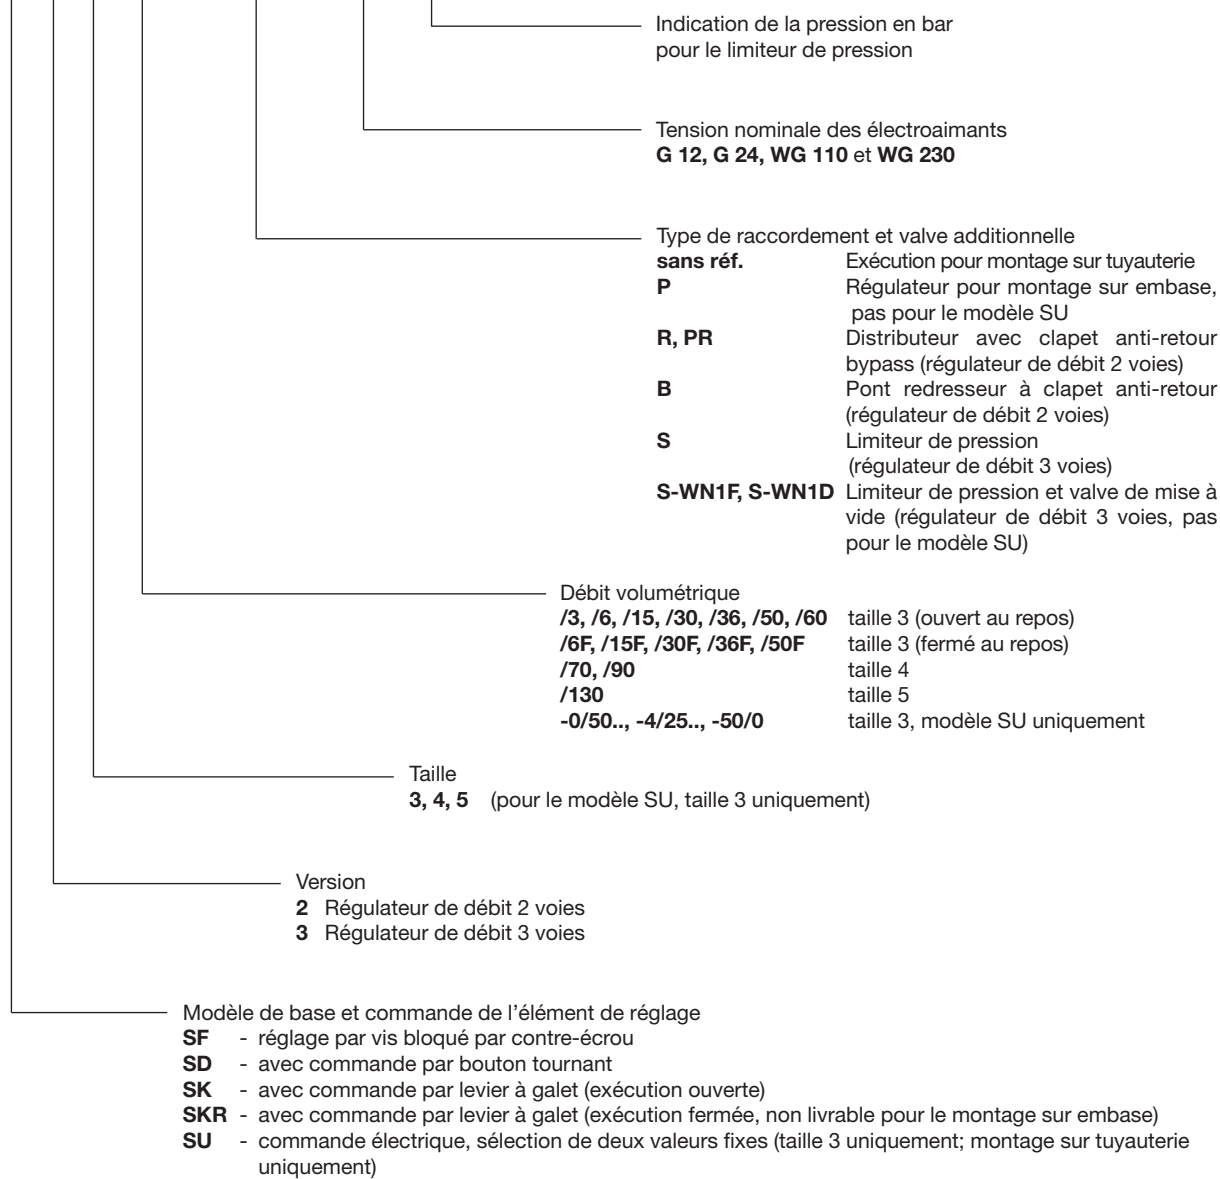 Indication de la pression en bar
pour le limiteur de pression
Tension nominale des électroaimants
G 12, G 24, WG 110 et WG 230
Type de raccordement et valve additionnelle
sans réf. Exécution pour montage sur tuyauterie
P Régulateur pour montage sur embase,
pas pour le modèle SU
R, PR Distributeur avec clapet anti-retour
bypass (régulateur de débit 2 voies)
B Pont redresseur à clapet anti-retour
(régulateur de débit 2 voies)
S Limiteur de pression
(régulateur de débit 3 voies)
S-WN1F, S-WN1D Limiteur de pression et valve de mise à
vide (régulateur de débit 3 voies, pas
pour le modèle SU)
Débit volumétrique
/3, /6, /15, /30, /36, /50, /60 taille 3 (ouvert au repos)
/6F, /15F, /30F, /36F, /50F taille 3 (fermé au repos)
/70, /90 taille 4
/130 taille 5
-0/50.., -4/25.., -50/0 taille 3, modèle SU uniquement
Taille
3, 4, 5 (pour le modèle SU, taille 3 uniquement)
Version
2 Régulateur de débit 2 voies
3 Régulateur de débit 3 voies
Modèle de base et commande de l'élément de réglage
SF - réglage par vis bloqué par contre-écrou
SD - avec commande par bouton tournant
SK - avec commande par levier à galet (exécution ouverte)
SKR - avec commande par levier à galet (exécution fermée, non livrable pour le montage sur embase)
SU - commande électrique, sélection de deux valeurs fixes (taille 3 uniquement; montage sur tuyauterie
uniquement)